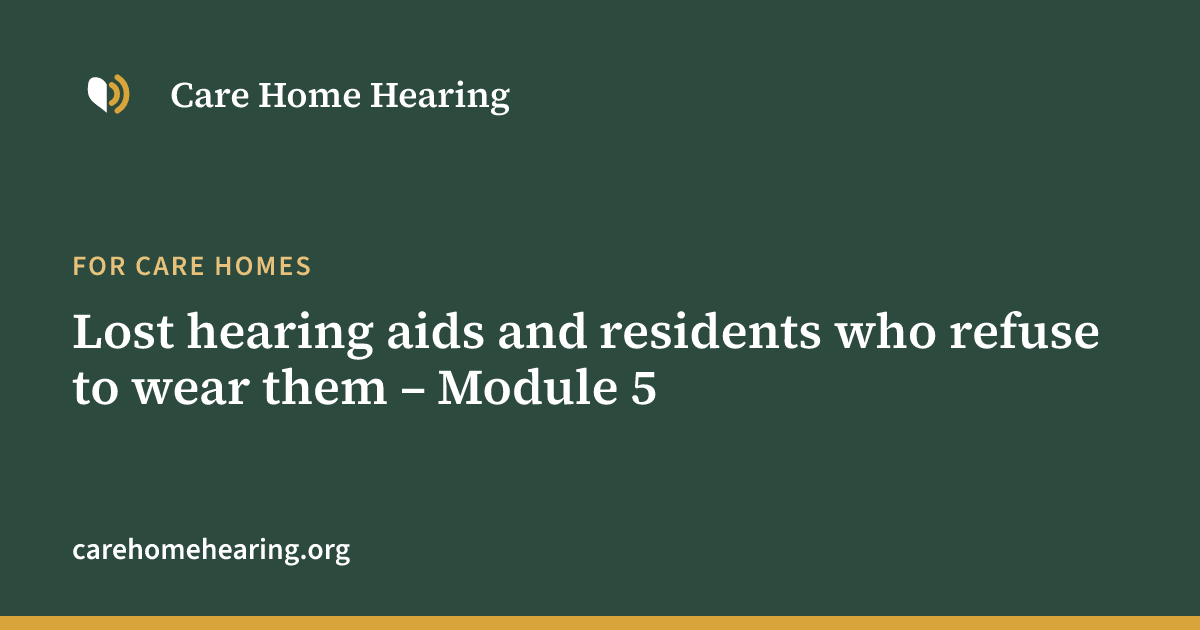 Care Home Hearing
FOR CARE HOMES
Lost hearing aids and residents who refuse
to wear them – Module 5
carehomehearing.org